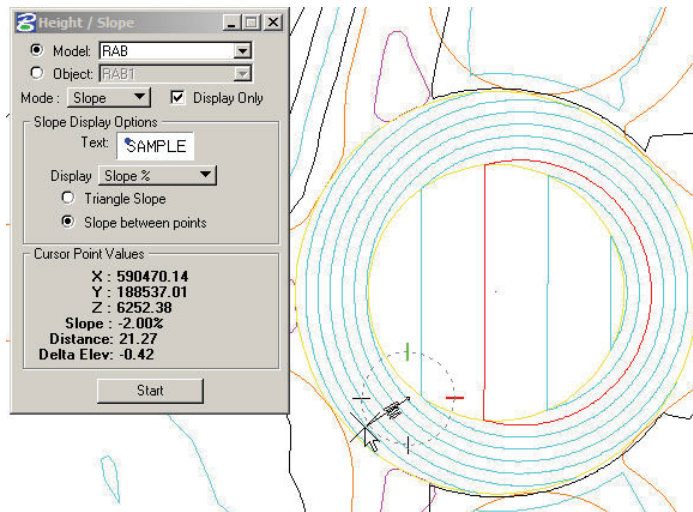 Height / Slope
Model: RAB
Object: RAB1
Mode : Slope Display Only
Slope Display Options
Text: SAMPLE
Display Slope %
Triangle Slope
Slope between points
Cursor Point Values
X : 590470.14
Y : 188537.01
Z : 6252.38
Slope : -2.00%
Distance: 21.27
Delta Elev: -0.42
Start